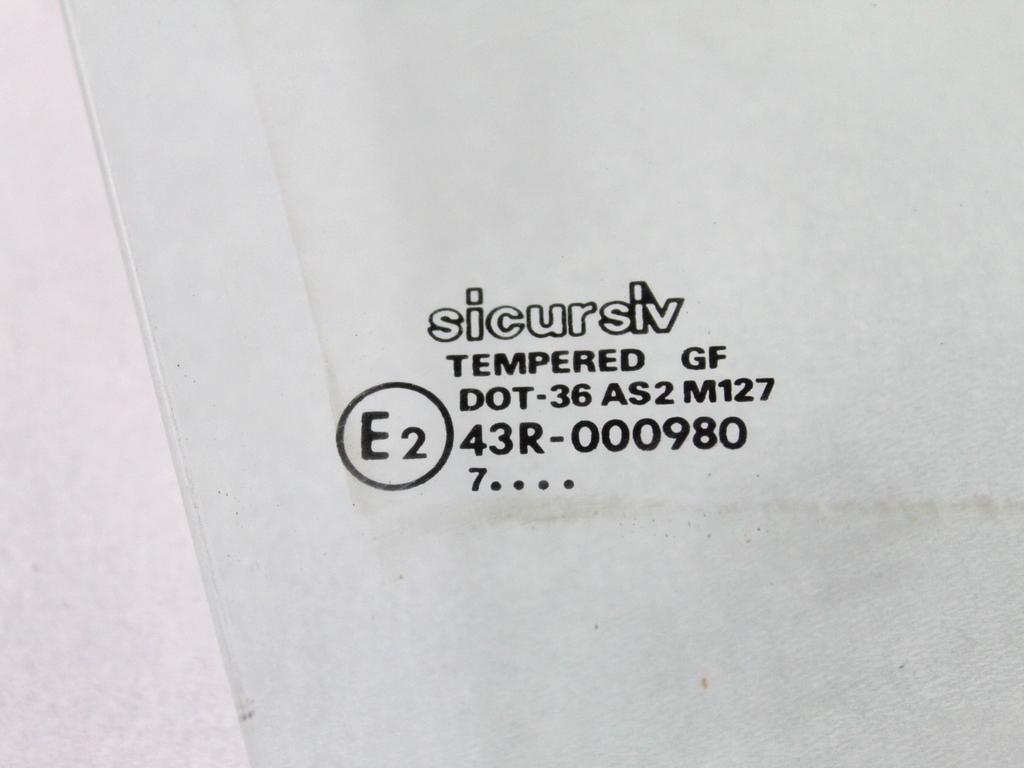 sicursiv
TEMPERED GF
DOT-36 AS2 M127
E2 43R-000980
7....